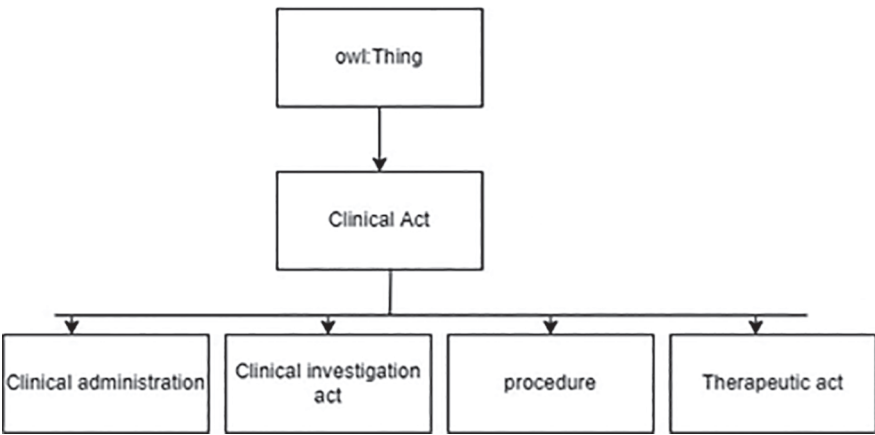 owl:Thing
Clinical Act
Clinical administration
Clinical investigation
act
procedure
Therapeutic act